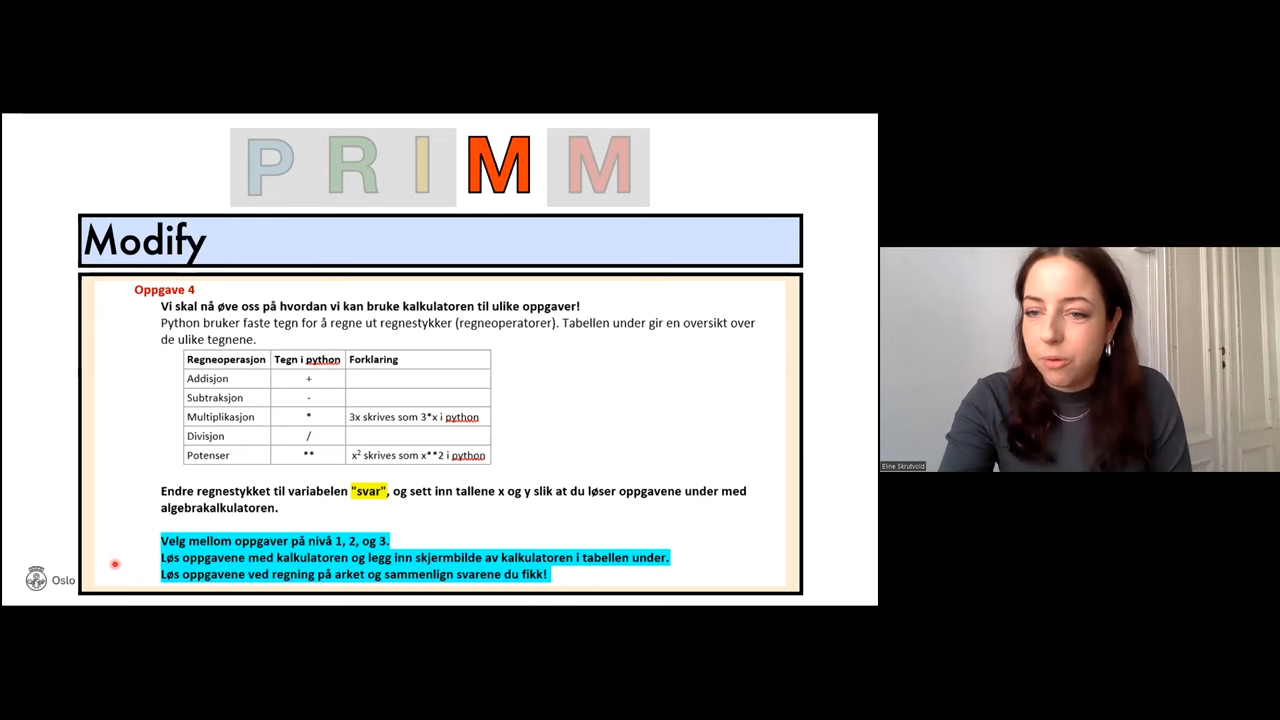 P R I M M
Modify
Oppgave 4
Vi skal nå øve oss på hvordan vi kan bruke kalkulatoren til ulike oppgaver!
Python bruker faste tegn for å regne ut regnestykker (regneoperatorer). Tabellen under gir en oversikt over
de ulike tegnene.
Regneoperasjon Tegn i python Forklaring
Addisjon +
Subtraksjon -
Multiplikasjon * 3x skrives som 3*x i python
Divisjon /
Potenser ** x² skrives som x**2 i python
Endre regnestykket til variabelen "svar", og sett inn tallene x og y slik at du løser oppgavene under med
algebrakalkulatoren.
Velg mellom oppgaver på nivå 1, 2, og 3.
Løs oppgavene med kalkulatoren og legg inn skjermbilde av kalkulatoren i tabellen under.
Løs oppgavene ved regning på arket og sammenlign svarene du fikk!
Oslo
Eline Skrutvold